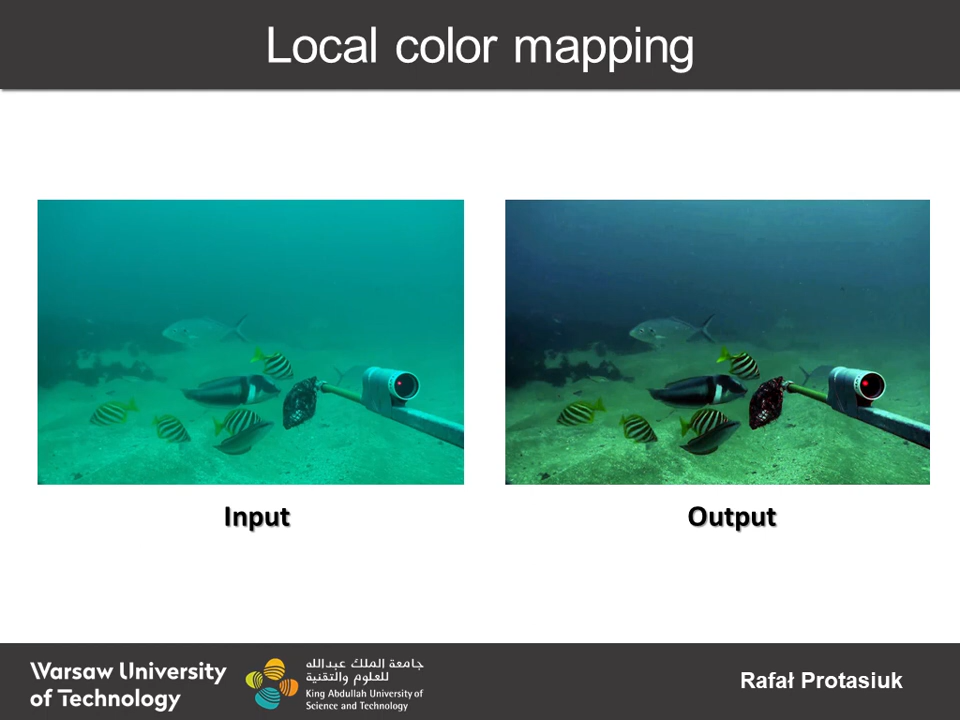 Local color mapping
Input
Output
Warsaw University
of Technology
جامعة الملك عبدالله
للعلوم والتقنية
King Abdullah University of
Science and Technology
Rafał Protasiuk